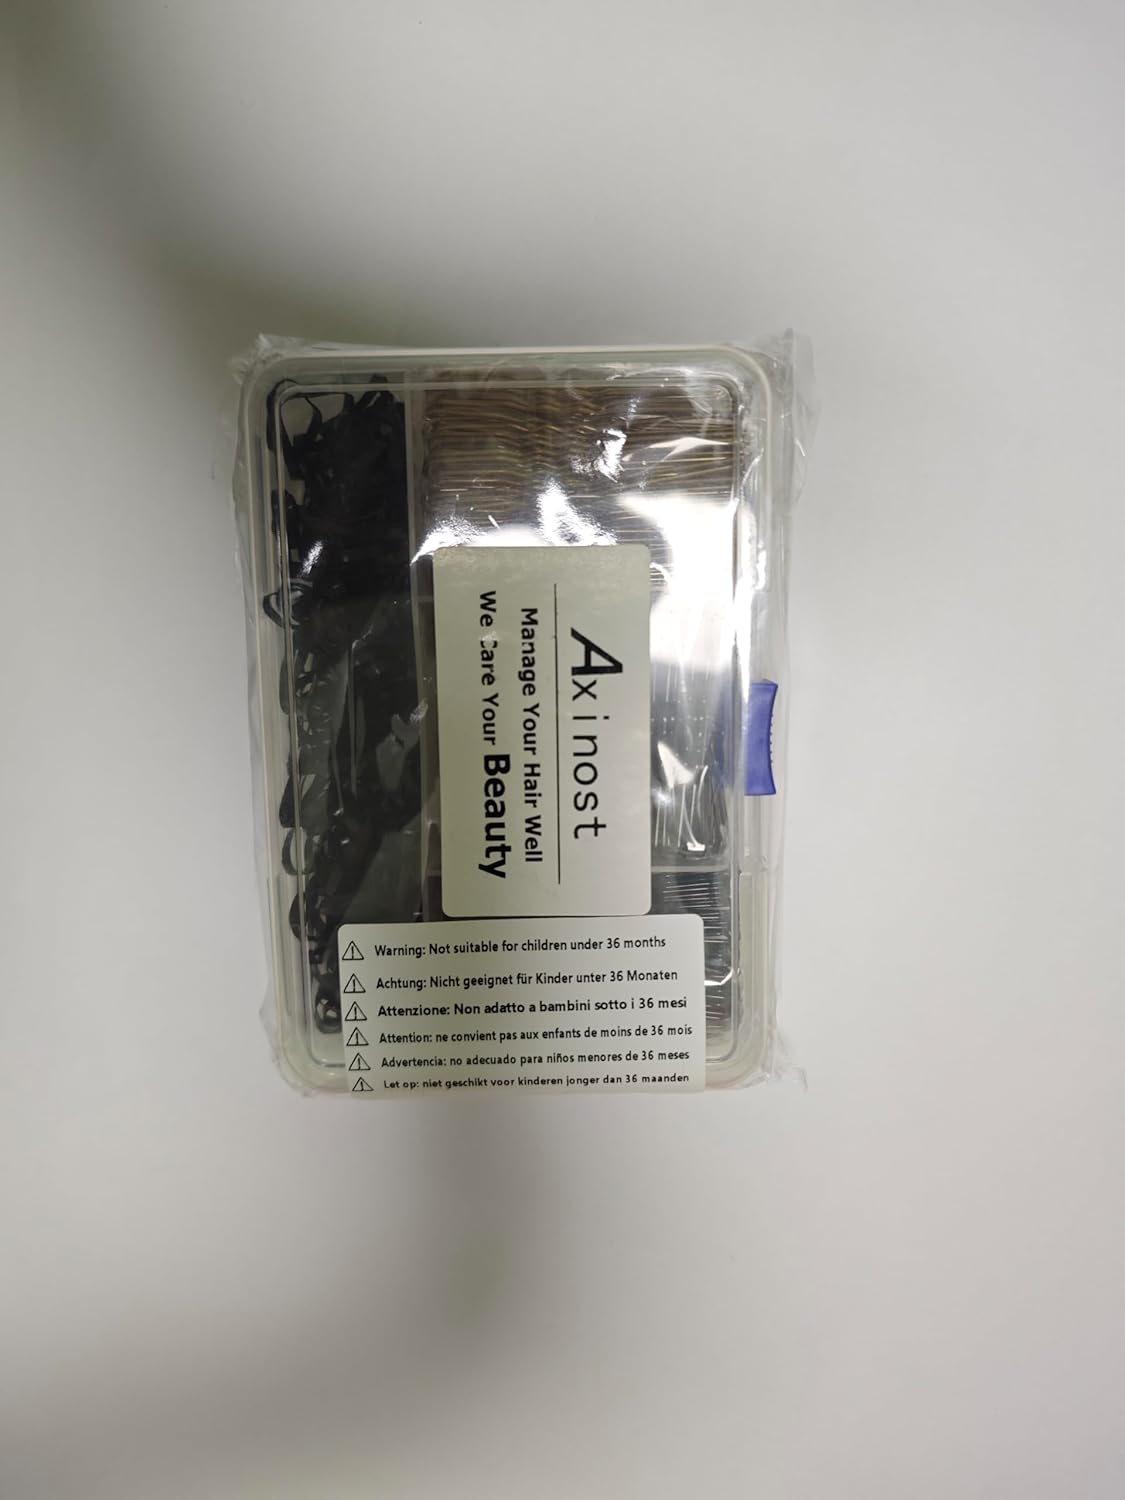 Axinost
Manage Your Hair Well
We Care Your Beauty
Warning: Not suitable for children under 36 months
Achtung: Nicht geeignet für Kinder unter 36 Monaten
Attenzione: Non adatto a bambini sotto i 36 mesi
Attention: ne convient pas aux enfants de moins de 36 mois
Advertencia: no adecuado para niños menores de 36 meses
Let op: niet geschikt voor kinderen jonger dan 36 maanden